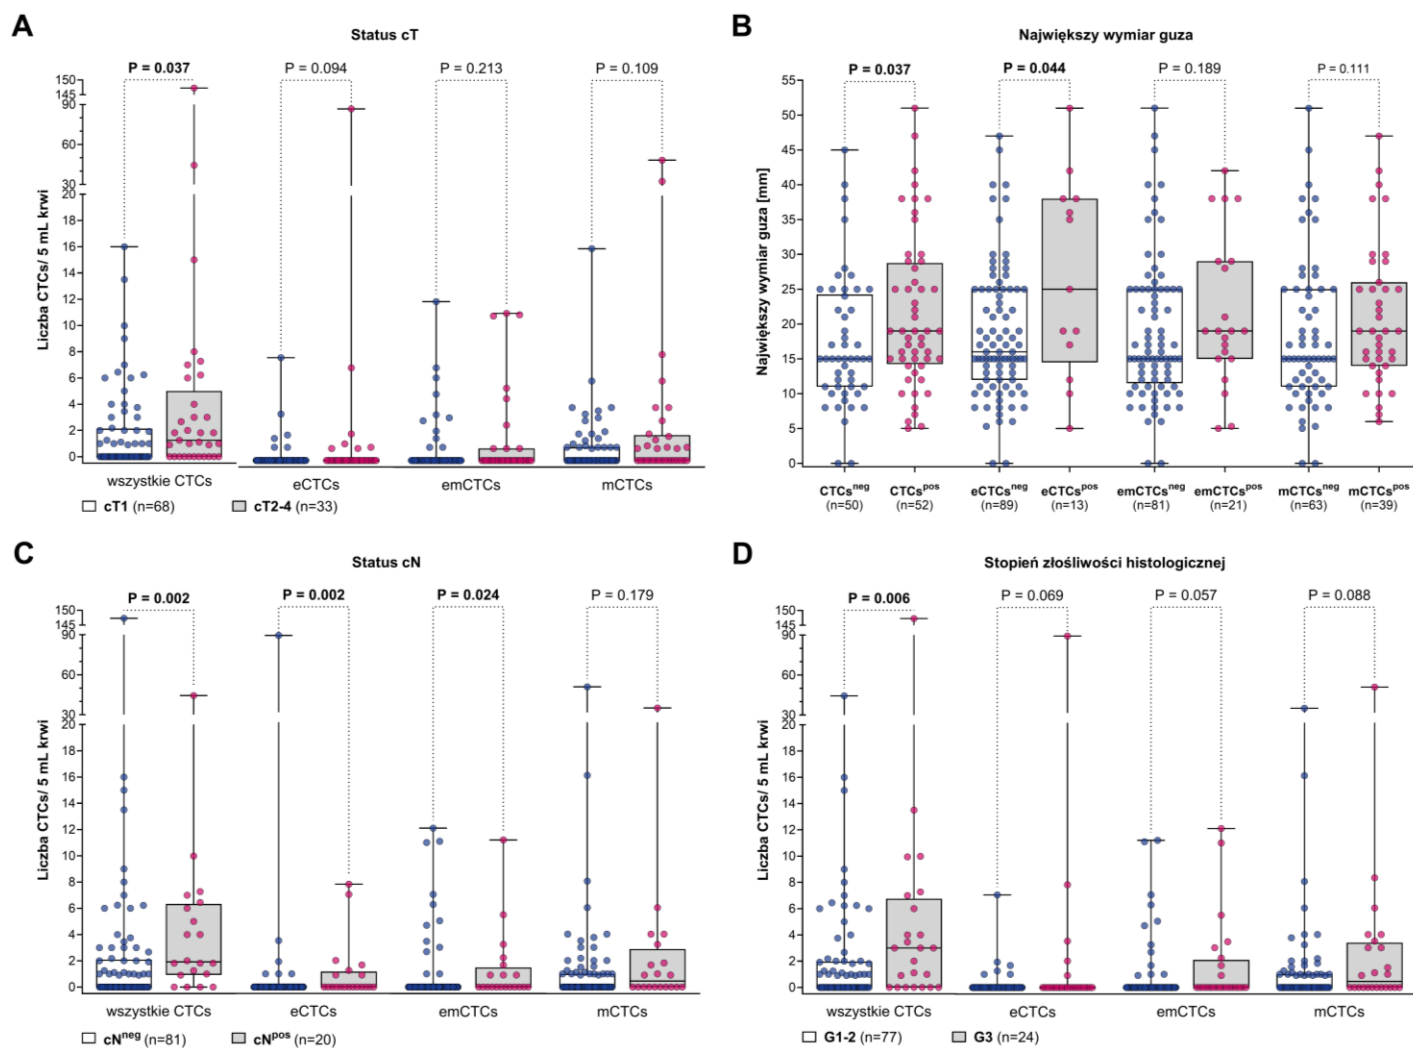 A
Status cT
P = 0.037
P = 0.094
P = 0.213
P = 0.109
Liczba CTCs/ 5 mL krwi
150
145
90
60
30
20
16
12
8
6
4
2
0
wszystkie CTCs
eCTCs
emCTCs
mCTCs
cT1 (n=68)
cT2-4 (n=33)
B
Największy wymiar guza
P = 0.037
P = 0.044
P = 0.189
P = 0.111
Największy wymiar guza [mm]
55
50
45
40
35
30
25
20
15
10
5
0
CTCsneg
CTCspos
eCTCsneg
eCTCspos
emCTCsneg
emCTCspos
mCTCsneg
mCTCspos
(n=50)
(n=52)
(n=89)
(n=13)
(n=81)
(n=21)
(n=63)
(n=39)
C
Status cN
P = 0.002
P = 0.002
P = 0.024
P = 0.179
Liczba CTCs/ 5 mL krwi
150
145
90
60
30
20
16
14
12
10
8
6
4
2
0
wszystkie CTCs
eCTCs
emCTCs
mCTCs
cNneg (n=81)
cNpos (n=20)
D
Stopień złośliwości histologicznej
P = 0.006
P = 0.069
P = 0.057
P = 0.088
Liczba CTCs/ 5 mL krwi
150
145
90
60
30
20
16
14
12
10
8
6
4
2
0
wszystkie CTCs
eCTCs
emCTCs
mCTCs
G1-2 (n=77)
G3 (n=24)